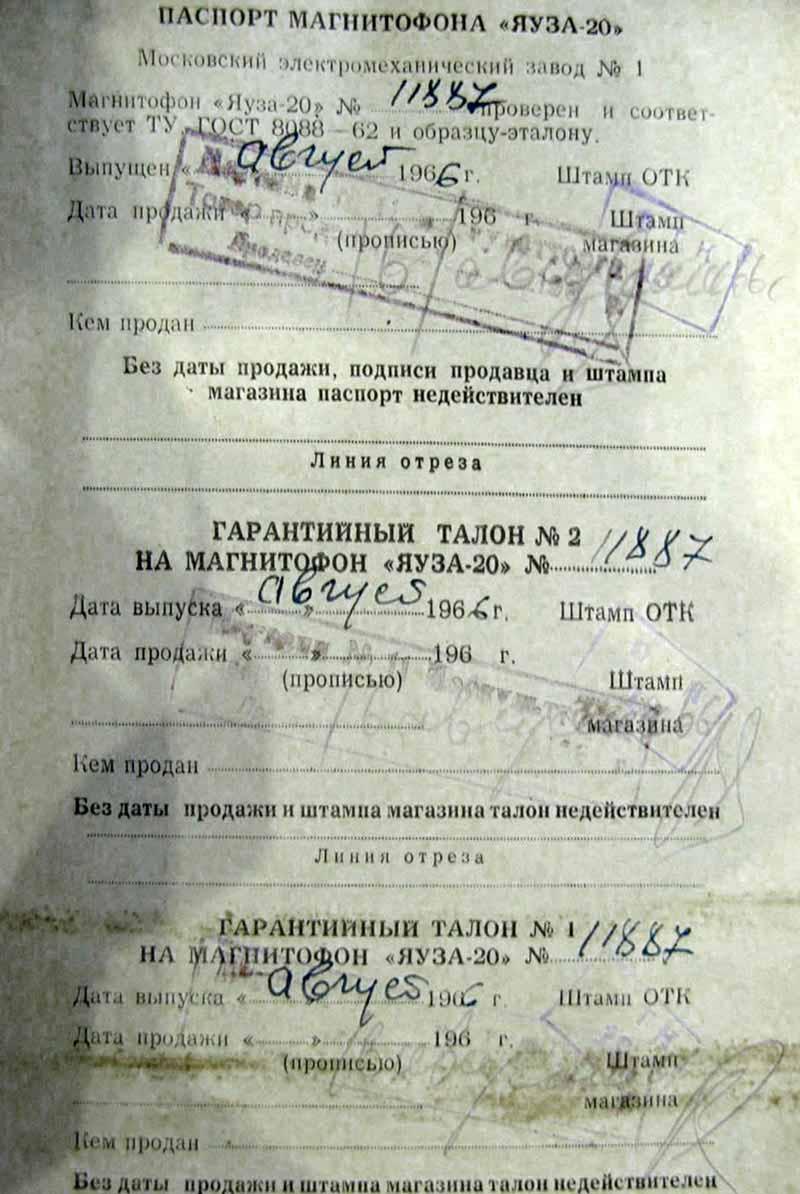 ПАСПОРТ МАГНИТОФОНА «ЯУЗА-20»
Московский электромеханический завод № 1
Магнитофон «Яуза-20» № 11887 проверен и соответ-
ствует ТУ, ГОСТ 8088—62 и образцу-эталону.
Выпущен « август 1966 г. Штамп ОТК
Дата продажи « » 196 г. Штамп
(прописью) магазина
Кем продан
Без даты продажи, подписи продавца и штампа
магазина паспорт недействителен
Линия отреза
ГАРАНТИЙНЫЙ ТАЛОН № 2
НА МАГНИТОФОН «ЯУЗА-20» № 11887
Дата выпуска « август » 1966 г. Штамп ОТК
Дата продажи « » 196 г.
(прописью) Штамп
магазина
Кем продан
Без даты продажи и штампа магазина талон недействителен
Линия отреза
ГАРАНТИЙНЫЙ ТАЛОН № 1
НА МАГНИТОФОН «ЯУЗА-20» № 11887
Дата выпуска « август » 1966 г. Штамп ОТК
Дата продажи « » 196 г.
(прописью) Штамп
магазина
Кем продан
Без даты продажи и штампа магазина талон недействителен